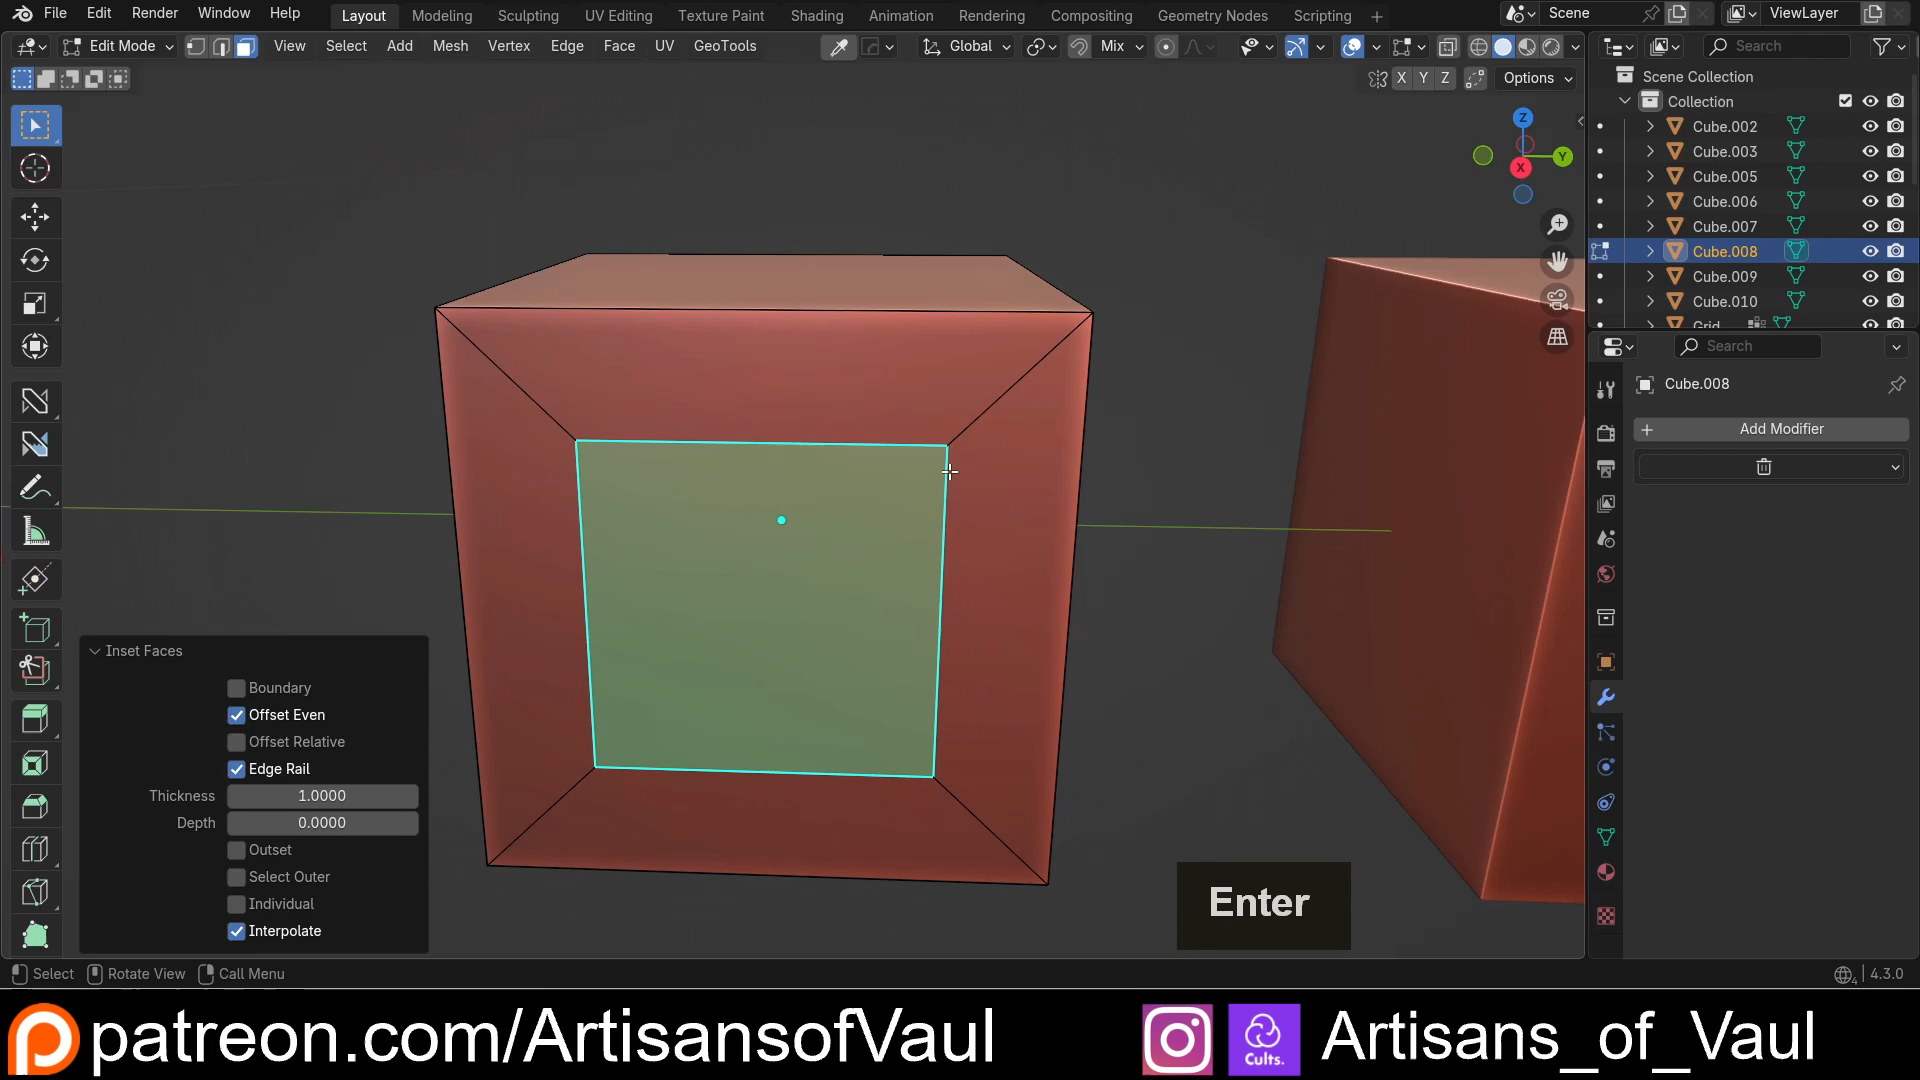 File Edit Render Window Help Layout Modeling Sculpting UV Editing Texture Paint Shading Animation Rendering Compositing Geometry Nodes Scripting + Scene ViewLayer
Edit Mode View Select Add Mesh Vertex Edge Face UV GeoTools Global Mix Search
X Y Z Options
Scene Collection
Collection
Cube.002
Cube.003
Cube.005
Cube.006
Cube.007
Cube.008
Cube.009
Cube.010
Grid
Z
Y
X
Search
Cube.008
+ Add Modifier
Inset Faces
Boundary
Offset Even
Offset Relative
Edge Rail
Thickness 1.0000
Depth 0.0000
Outset
Select Outer
Individual
Interpolate
Enter
Select Rotate View Call Menu 4.3.0
patreon.com/ArtisansofVaul Cults. Artisans_of_Vaul